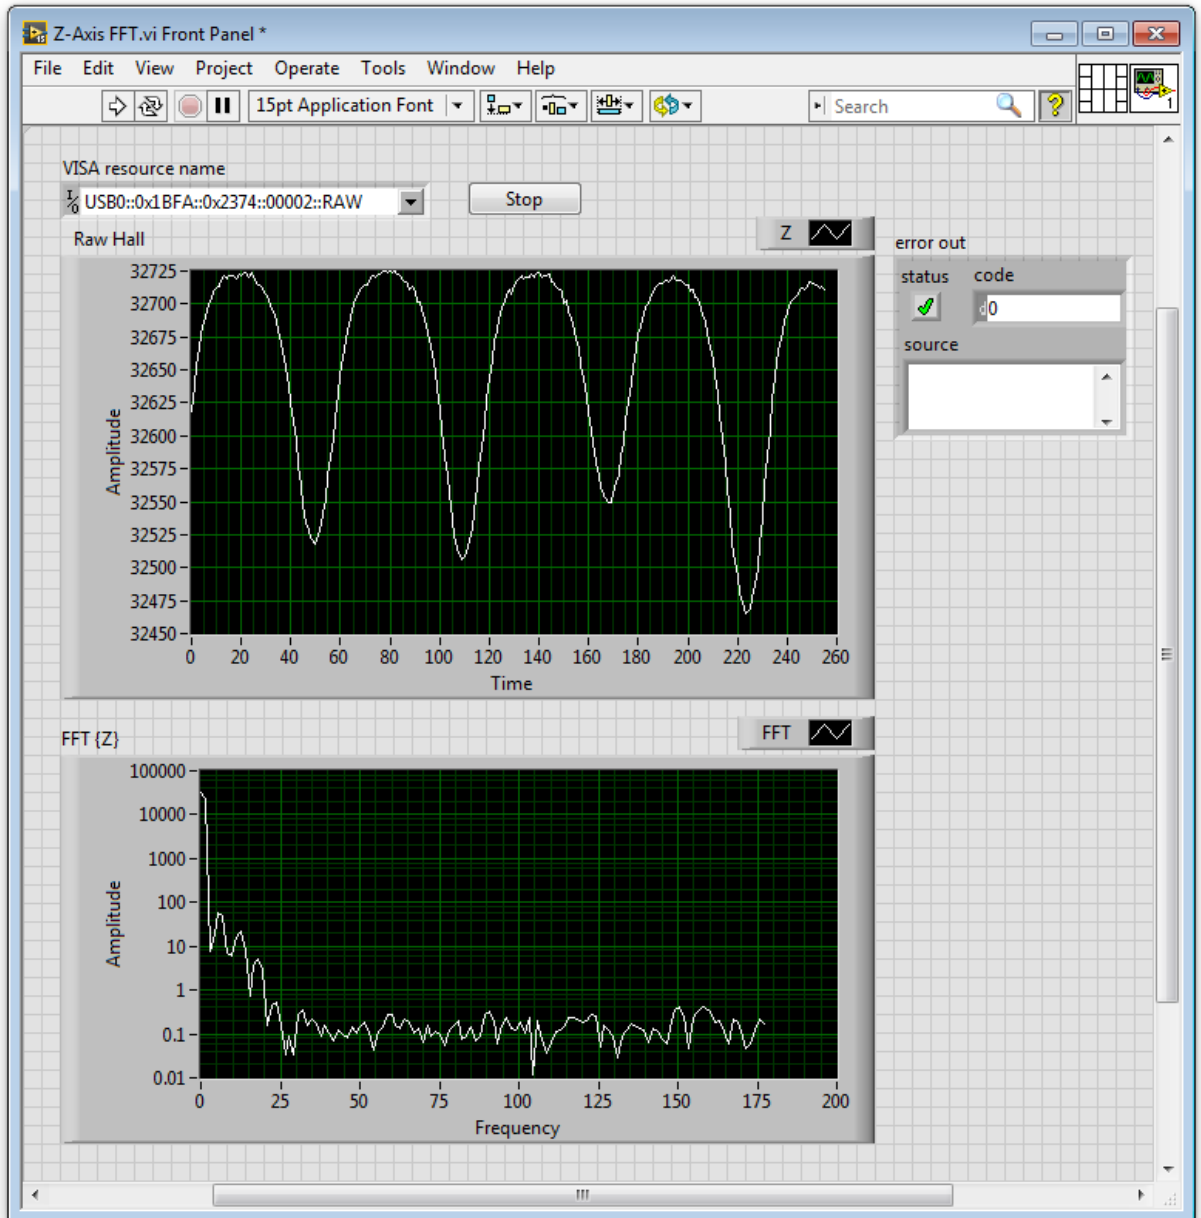 Z-Axis FFT.vi Front Panel *
File Edit View Project Operate Tools Window Help
15pt Application Font
Search
1
VISA resource name
USB0::0x1BFA::0x2374::00002::RAW
Stop
Raw Hall
Z
error out
status code
0
source
32725
32700
32675
32650
32625
32600
32575
32550
32525
32500
32475
32450
Amplitude
0 20 40 60 80 100 120 140 160 180 200 220 240 260
Time
FFT {Z}
FFT
100000
10000
1000
100
10
1
0.1
0.01
Amplitude
0 25 50 75 100 125 150 175 200
Frequency